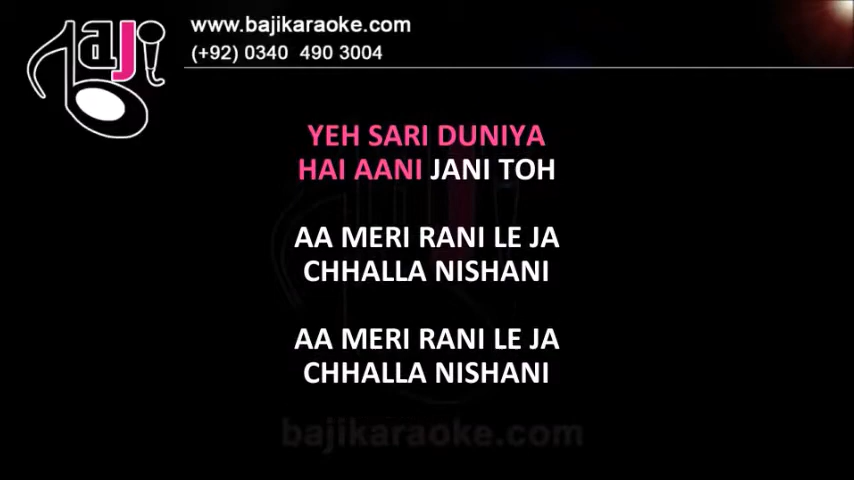 BAJi
www.bajikaraoke.com
(+92) 0340 490 3004
YEH SARI DUNIYA
HAI AANI JANI TOH
AA MERI RANI LE JA
CHHALLA NISHANI
AA MERI RANI LE JA
CHHALLA NISHANI
bajikaraoke.com